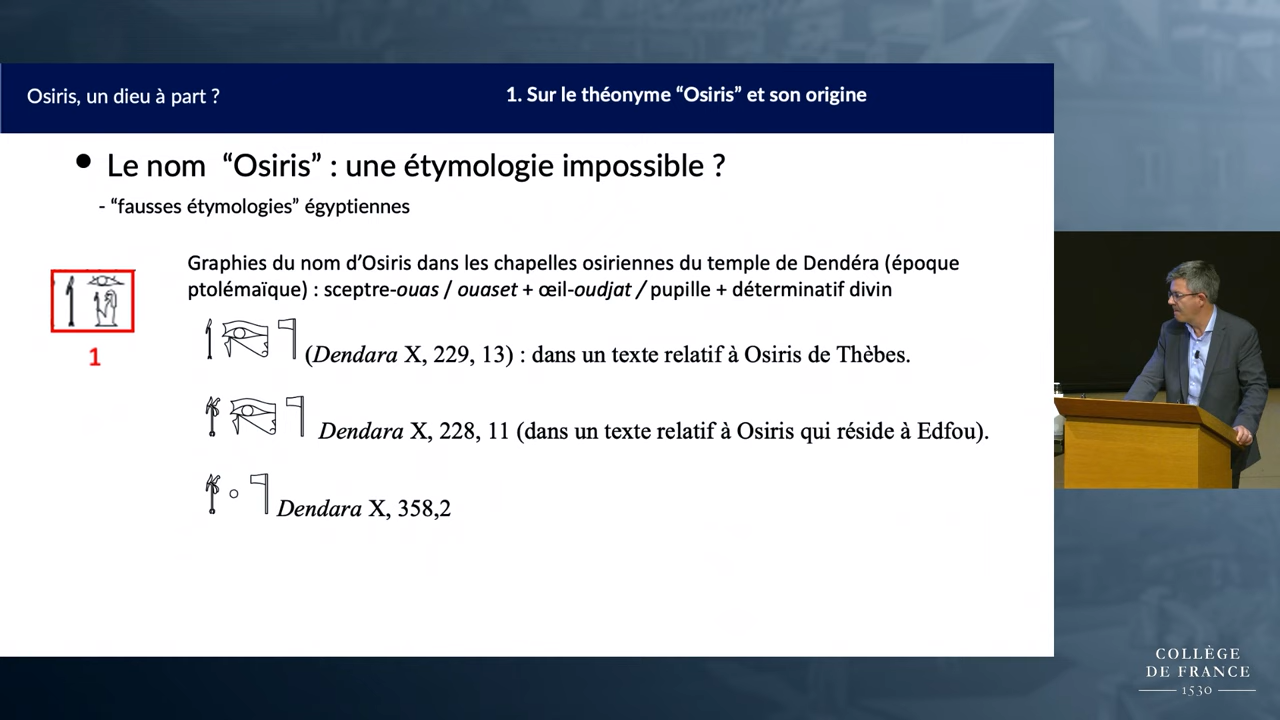 Osiris, un dieu à part ?
1. Sur le théonyme “Osiris” et son origine
• Le nom “Osiris” : une étymologie impossible ?
- “fausses étymologies” égyptiennes
Graphies du nom d’Osiris dans les chapelles osiriennes du temple de Dendéra (époque
ptolémaïque) : sceptre-ouas / ouaset + œil-oudjat / pupille + déterminatif divin
1
(Dendara X, 229, 13) : dans un texte relatif à Osiris de Thèbes.
Dendara X, 228, 11 (dans un texte relatif à Osiris qui réside à Edfou).
Dendara X, 358,2
COLLÈGE
DE FRANCE
1530